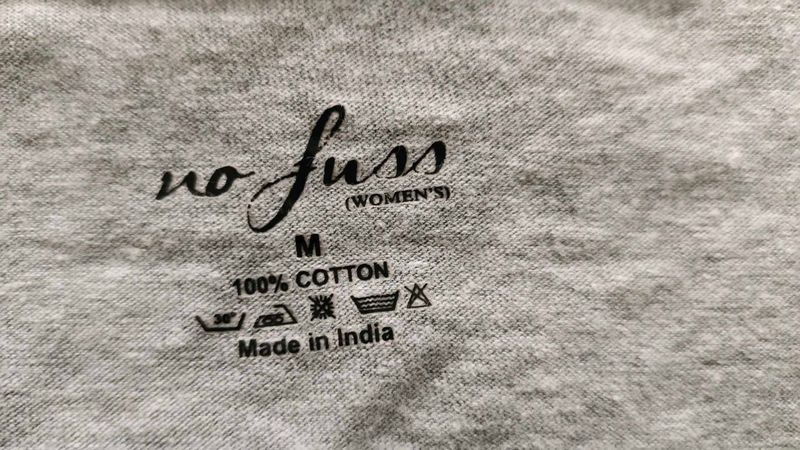 no fuss
(WOMEN'S)
M
100% COTTON
30°
Made in India